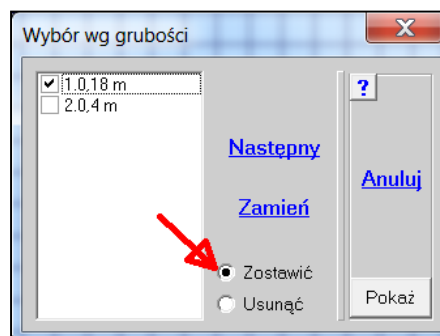 Wybór wg grubości
X
1.0,18 m
2.0,4 m
?
Następny
Anuluj
Zamień
Zostawić
Usunąć
Pokaż